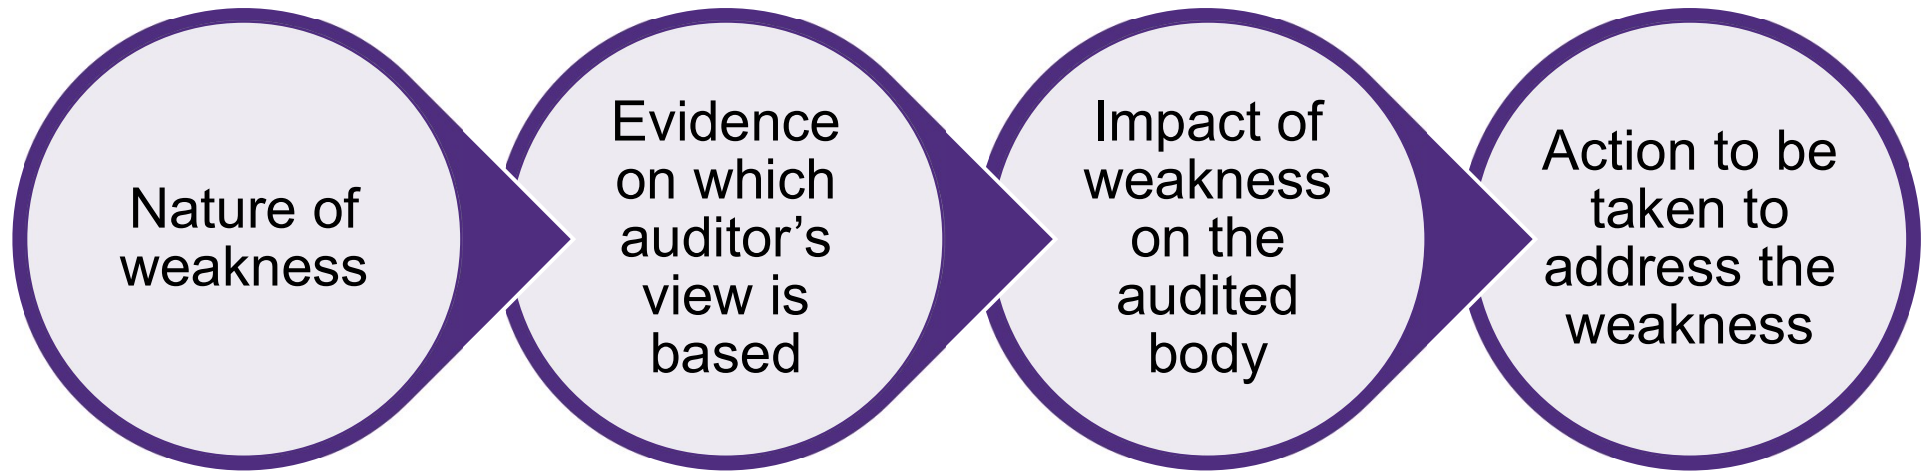 Nature of
weakness
Evidence
on which
auditor’s
view is
based
Impact of
weakness
on the
audited
body
Action to be
taken to
address the
weakness